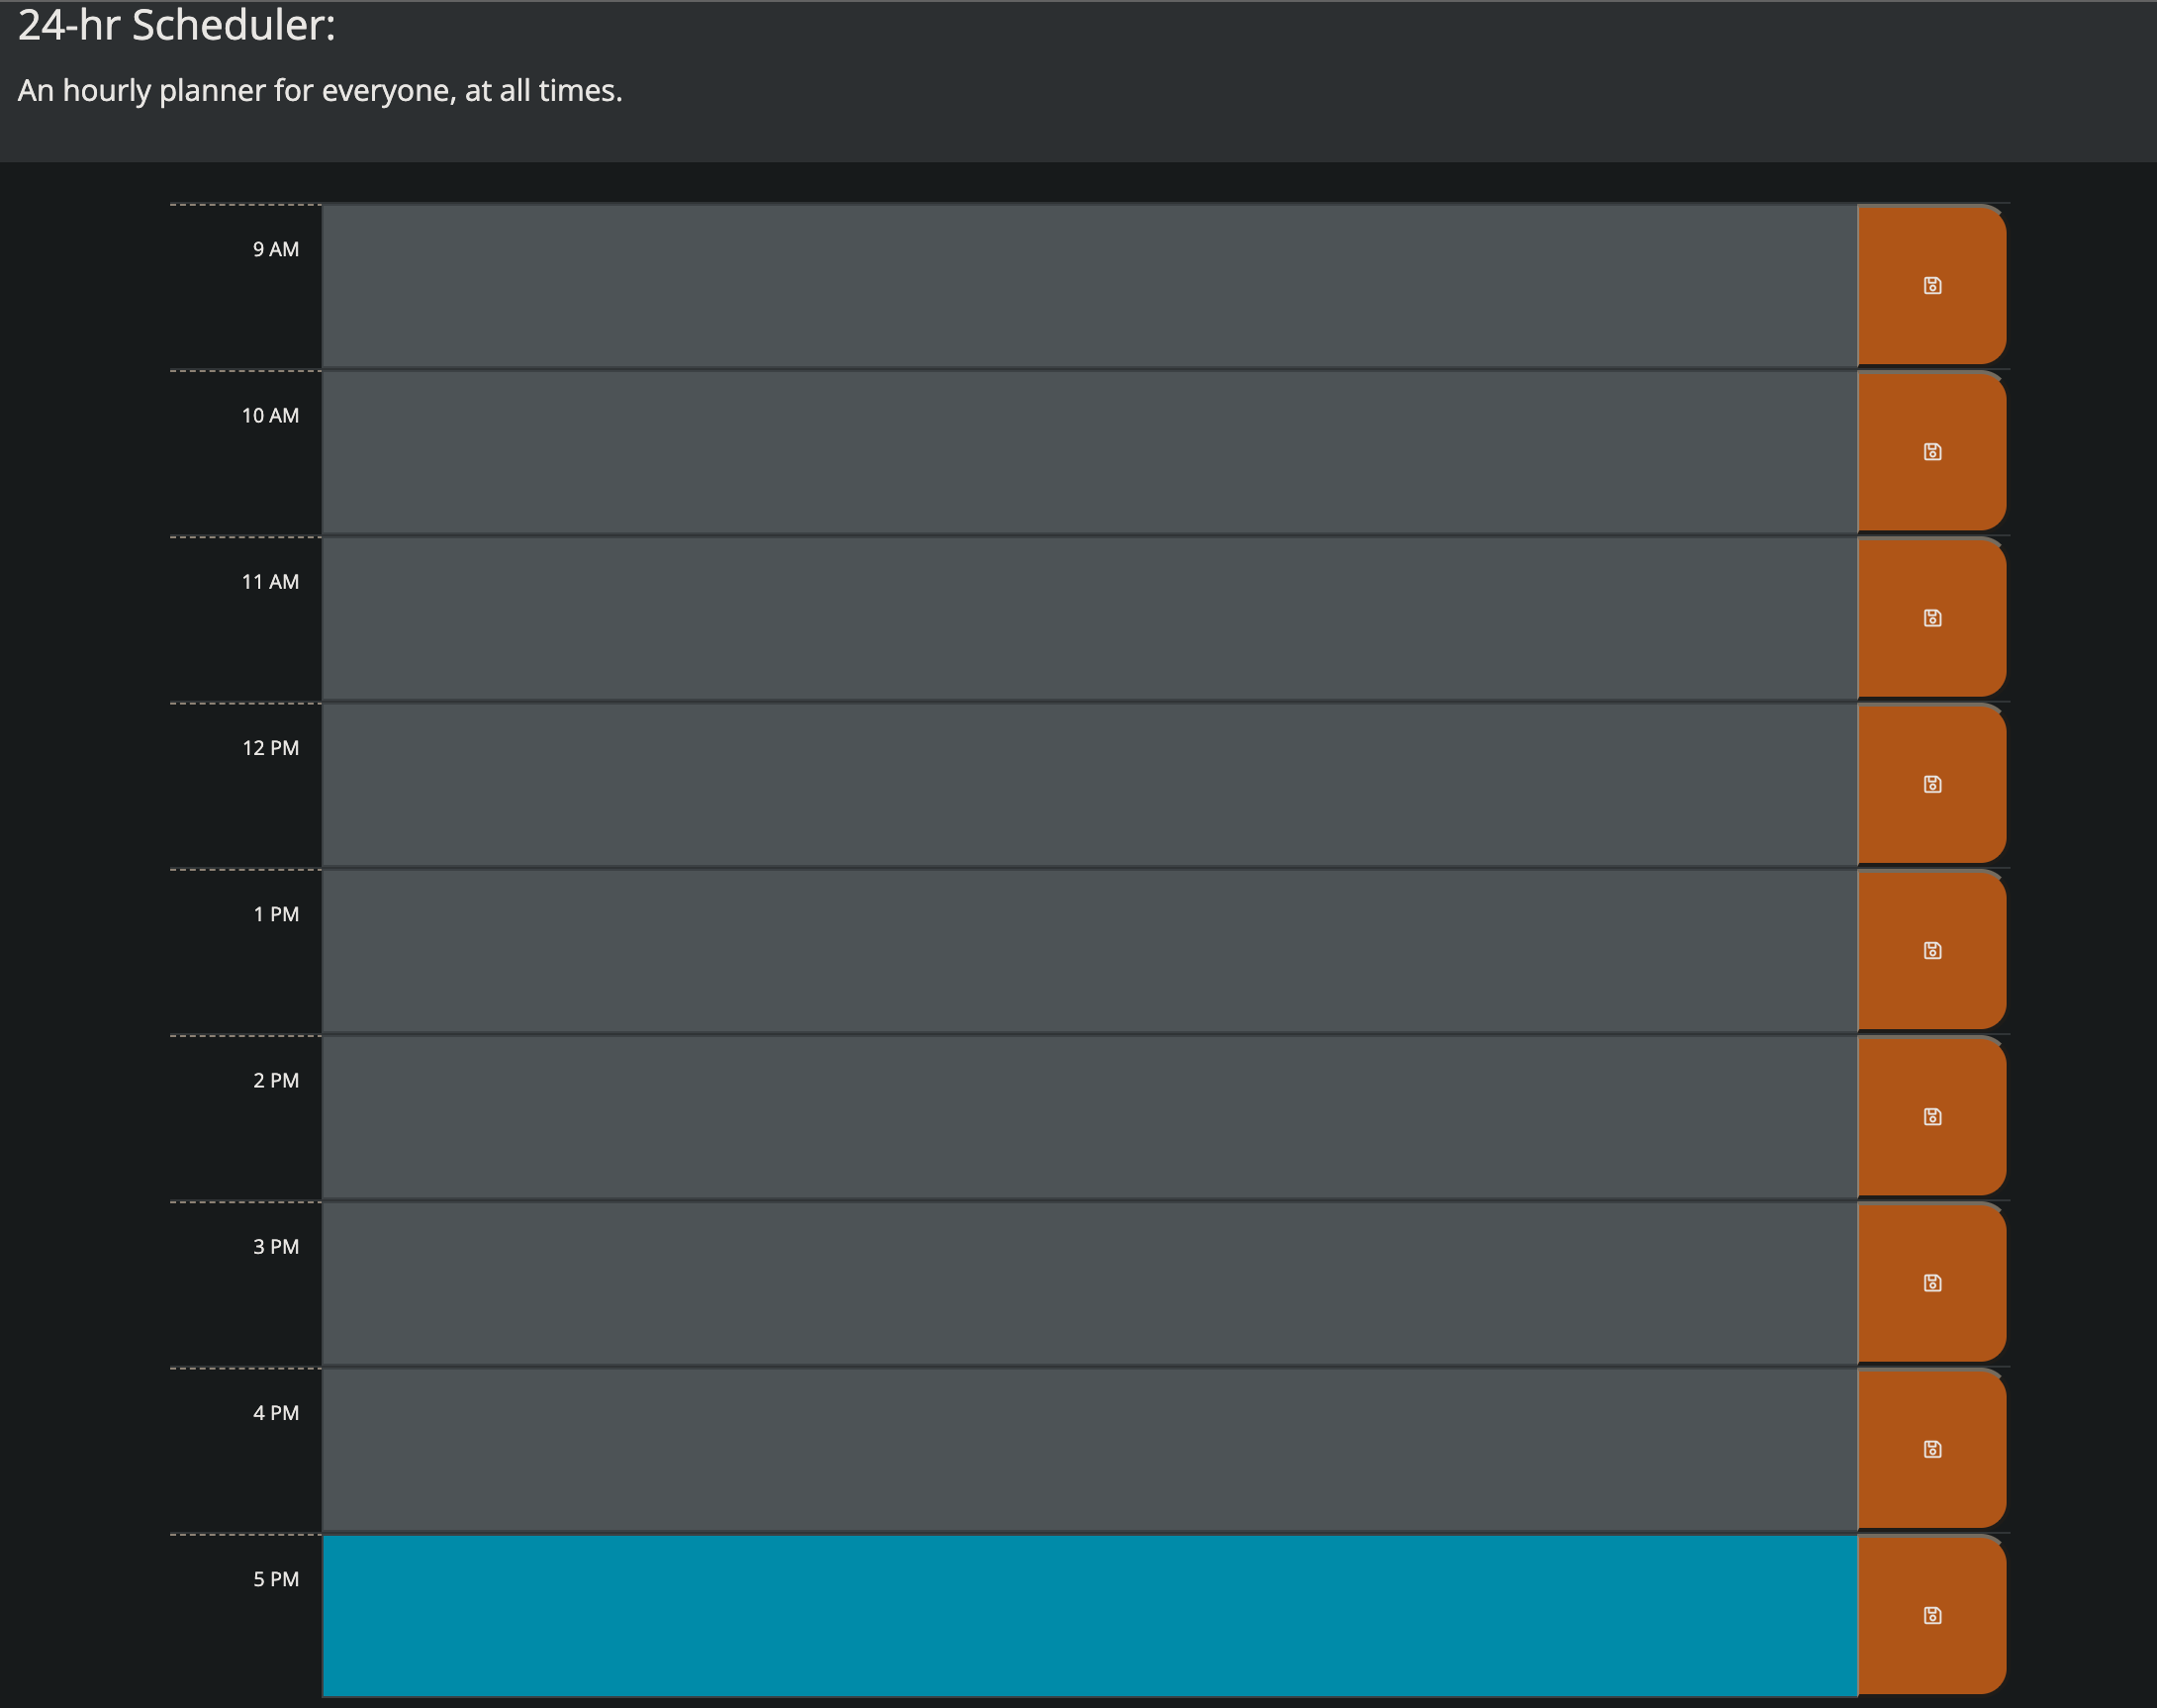 24-hr Scheduler:
An hourly planner for everyone, at all times.
9 AM
10 AM
11 AM
12 PM
1 PM
2 PM
3 PM
4 PM
5 PM